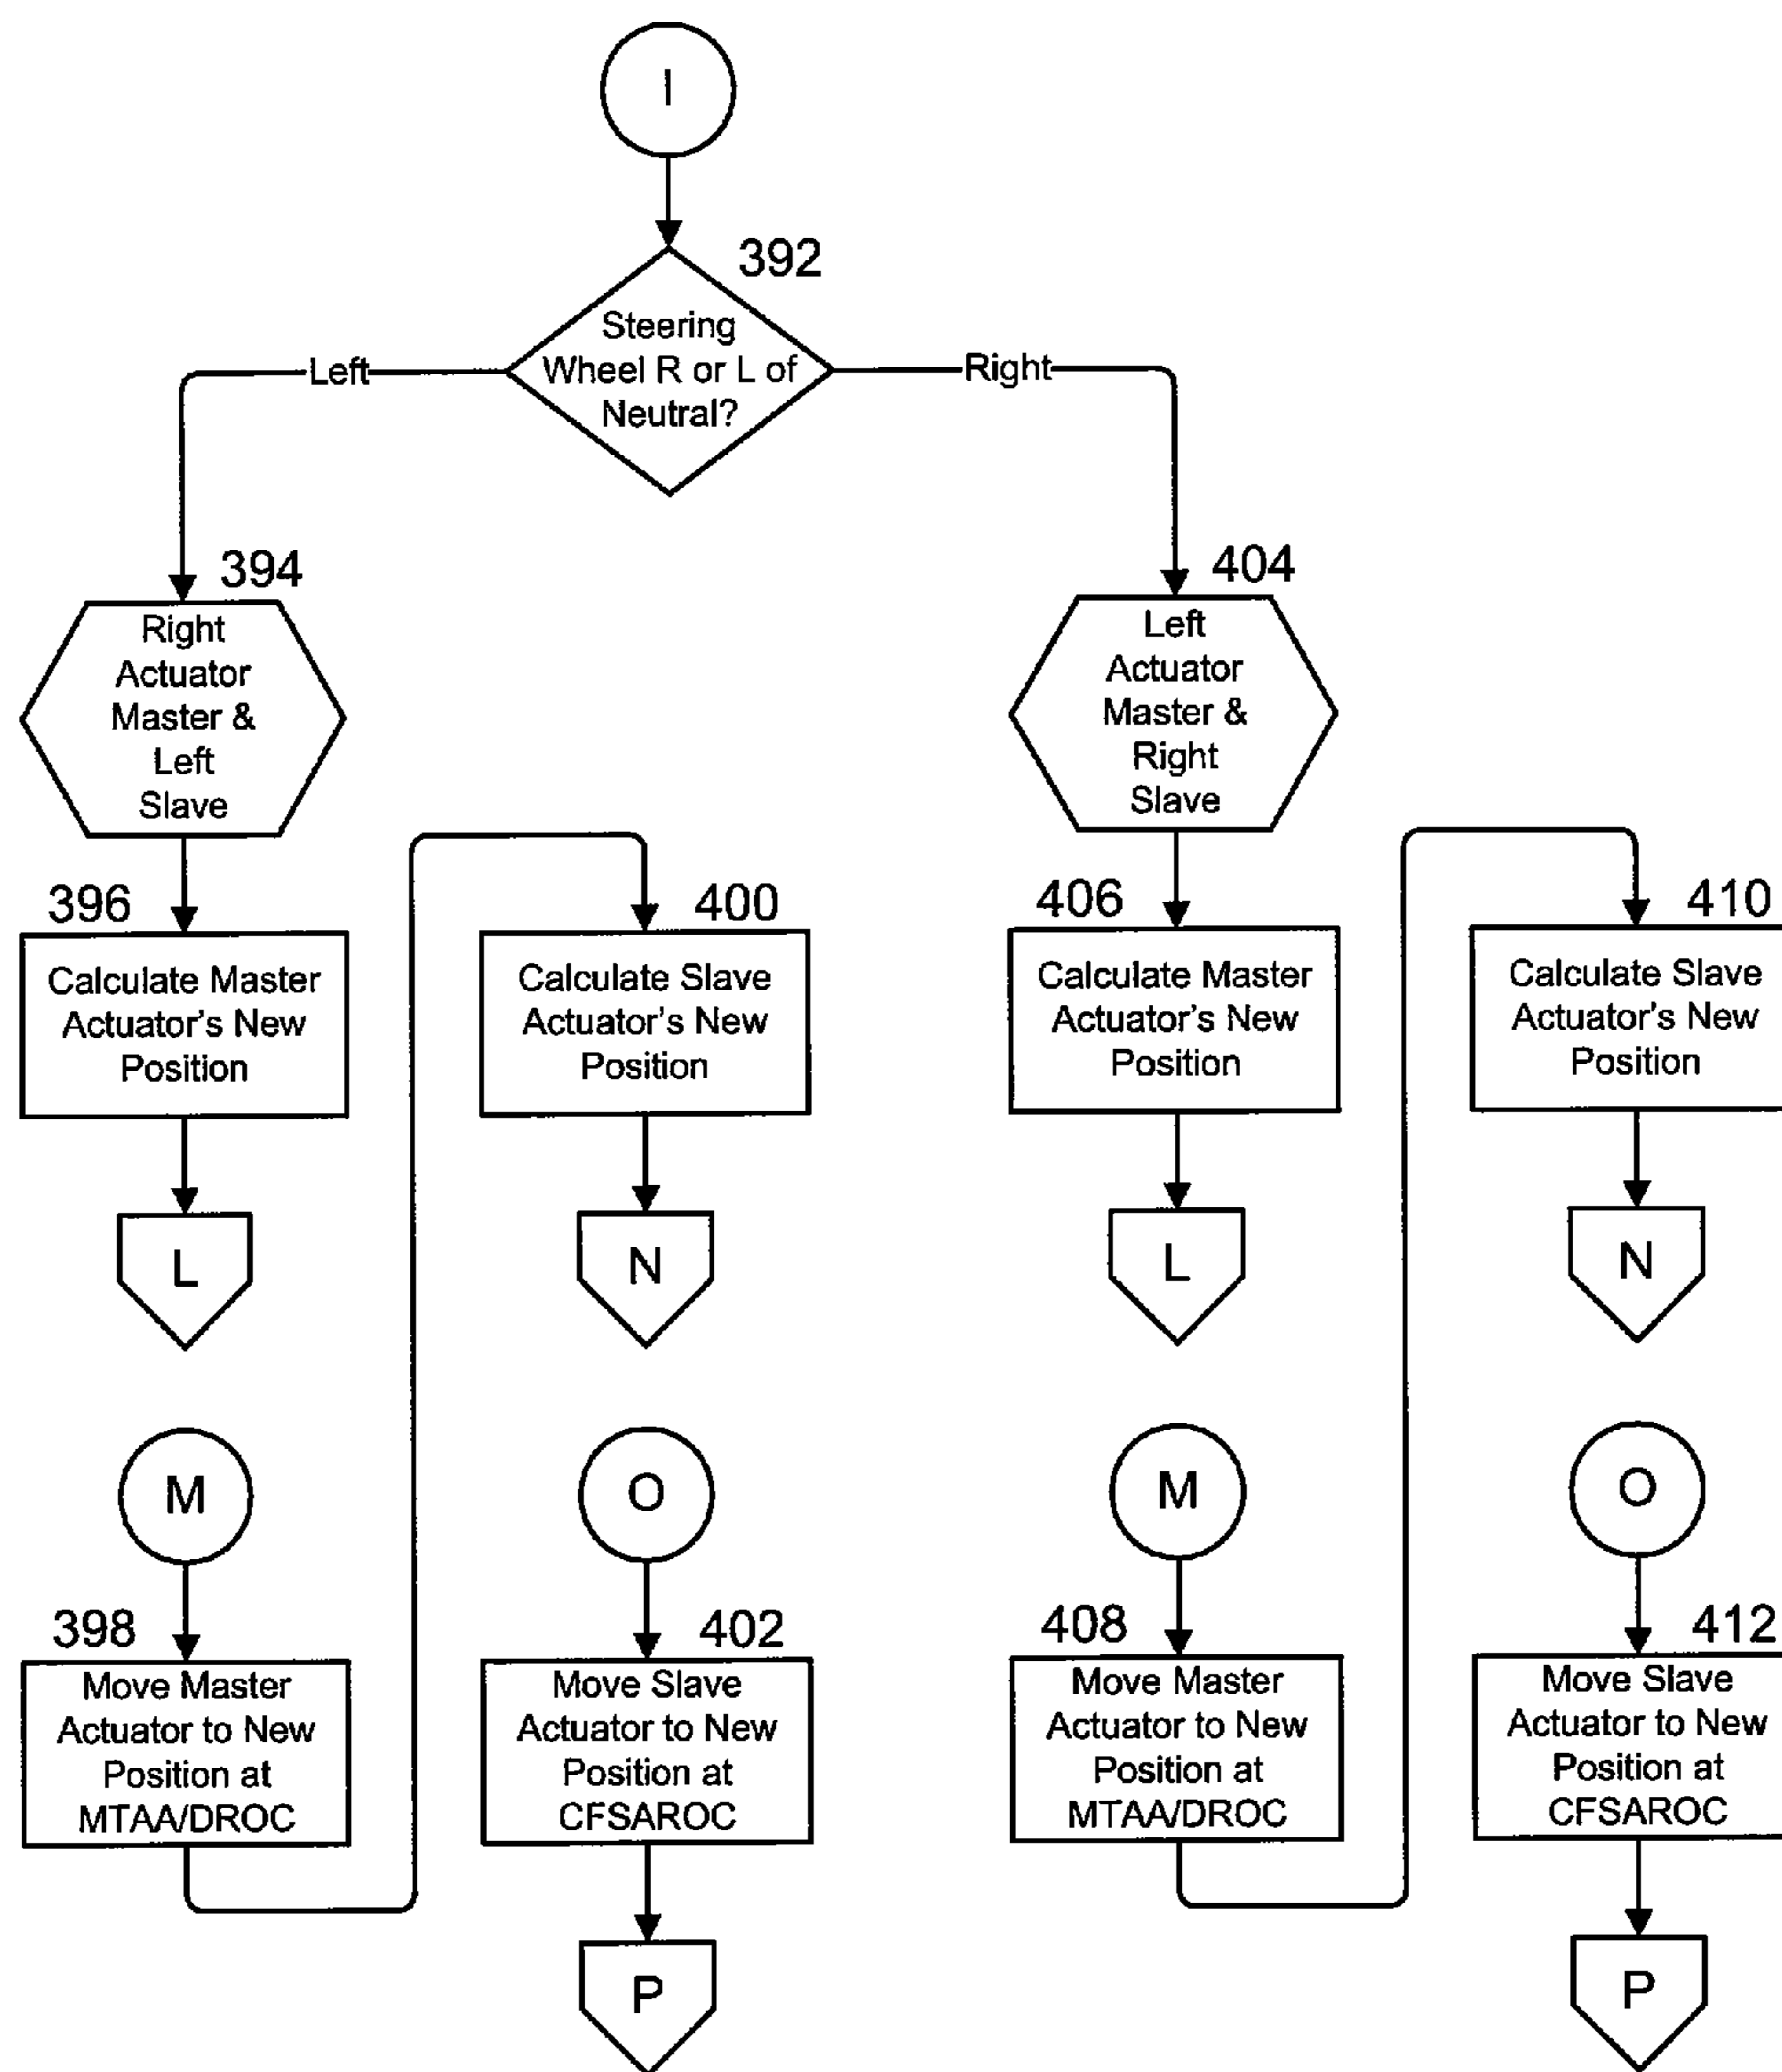 I
392
Steering
Wheel R or L of
Neutral?
Left
Right
394
Right
Actuator
Master &
Left
Slave
404
Left
Actuator
Master &
Right
Slave
396
Calculate Master
Actuator's New
Position
400
Calculate Slave
Actuator's New
Position
406
Calculate Master
Actuator's New
Position
410
Calculate Slave
Actuator's New
Position
L
N
L
N
M
O
M
O
398
Move Master
Actuator to New
Position at
MTAA/DROC
402
Move Slave
Actuator to New
Position at
CFSAROC
408
Move Master
Actuator to New
Position at
MTAA/DROC
412
Move Slave
Actuator to New
Position at
CFSAROC
P
P